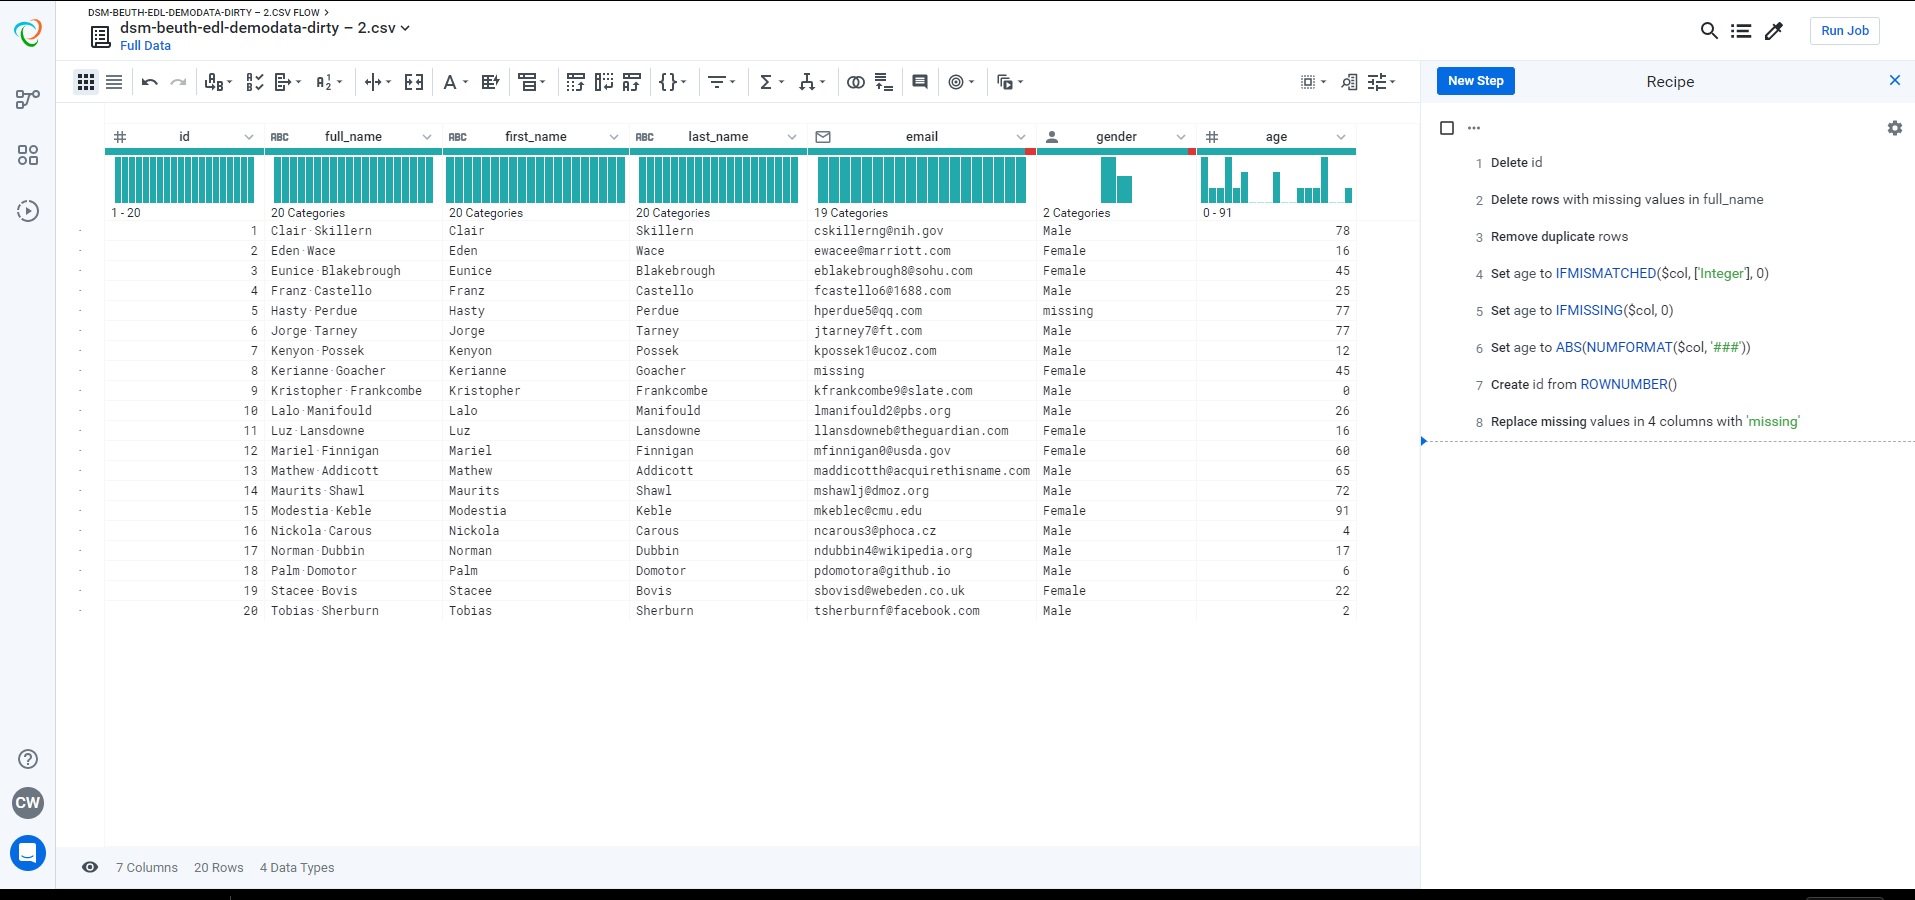 DSM-BEUTH-EDL-DEMODATA-DIRTY – 2.CSV FLOW
dsm-beuth-edl-demodata-dirty – 2.csv
Full Data
Run Job
New Step
Recipe
# id ABC full_name ABC first_name ABC last_name email gender # age
1 - 20 20 Categories 20 Categories 20 Categories 19 Categories 2 Categories 0 - 91
1 Clair·Skillern Clair Skillern cskillerng@nih.gov Male 78
2 Eden·Wace Eden Wace ewacee@marriott.com Female 16
3 Eunice·Blakebrough Eunice Blakebrough eblakebrough8@sohu.com Female 45
4 Franz·Castello Franz Castello fcastello6@1688.com Male 25
5 Hasty·Perdue Hasty Perdue hperdue5@qq.com missing 77
6 Jorge·Tarney Jorge Tarney jtarney7@ft.com Male 77
7 Kenyon·Possek Kenyon Possek kpossek1@ucoz.com Male 12
8 Kerianne·Goacher Kerianne Goacher missing Female 45
9 Kristopher·Frankcombe Kristopher Frankcombe kfrankcombe9@slate.com Male 0
10 Lalo·Manifould Lalo Manifould lmanifould2@pbs.org Male 26
11 Luz·Lansdowne Luz Lansdowne llansdowneb@theguardian.com Female 16
12 Mariel·Finnigan Mariel Finnigan mfinnigan0@usda.gov Female 60
13 Mathew·Addicott Mathew Addicott maddicotth@acquirethisname.com Male 65
14 Maurits·Shawl Maurits Shawl mshawlj@dmoz.org Male 72
15 Modestia·Keble Modestia Keble mkeblec@cmu.edu Female 91
16 Nickola·Carous Nickola Carous ncarous3@phoca.cz Male 4
17 Norman·Dubbin Norman Dubbin ndubbin4@wikipedia.org Male 17
18 Palm·Domotor Palm Domotor pdomotora@github.io Male 6
19 Stacee·Bovis Stacee Bovis sbovisd@webeden.co.uk Female 22
20 Tobias·Sherburn Tobias Sherburn tsherburnf@facebook.com Male 2
1 Delete id
2 Delete rows with missing values in full_name
3 Remove duplicate rows
4 Set age to IFMISMATCHED($col, ['Integer'], 0)
5 Set age to IFMISSING($col, 0)
6 Set age to ABS(NUMFORMAT($col, '###'))
7 Create id from ROWNUMBER()
8 Replace missing values in 4 columns with 'missing'
CW
7 Columns 20 Rows 4 Data Types